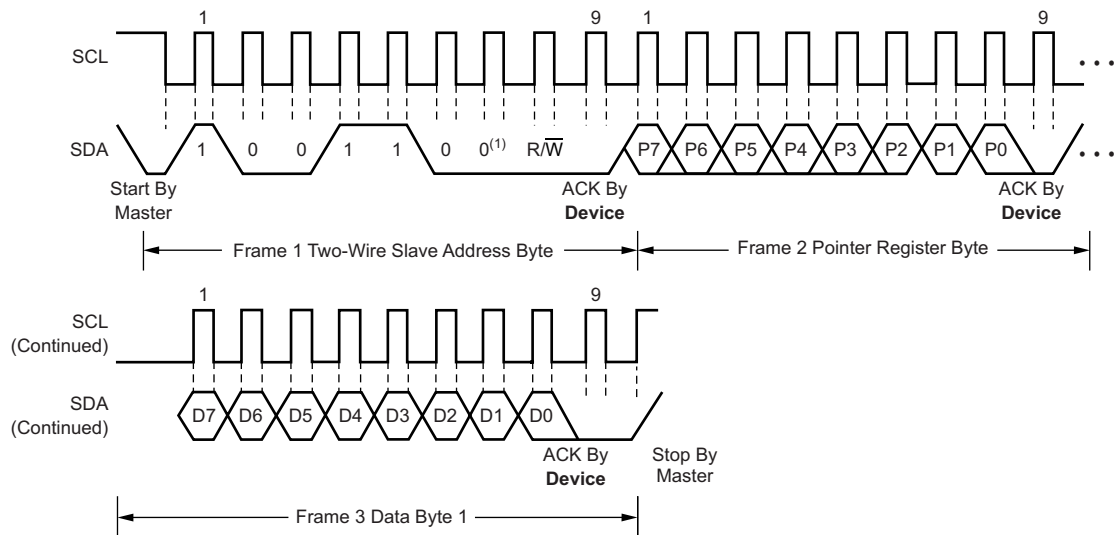 1 9 1 9
SCL
SDA 1 0 0 1 1 0 0(1) R/W̅ P7 P6 P5 P4 P3 P2 P1 P0
Start By
Master
ACK By
Device
ACK By
Device
Frame 1 Two-Wire Slave Address Byte
Frame 2 Pointer Register Byte
1 9
SCL
(Continued)
SDA
(Continued)
D7 D6 D5 D4 D3 D2 D1 D0
ACK By
Device
Stop By
Master
Frame 3 Data Byte 1